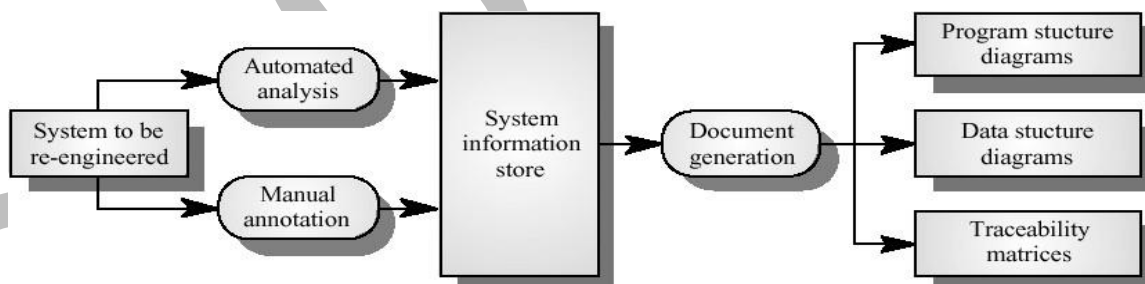 System to be
re-engineered
Automated
analysis
Manual
annotation
System
information
store
Document
generation
Program stucture
diagrams
Data stucture
diagrams
Traceability
matrices